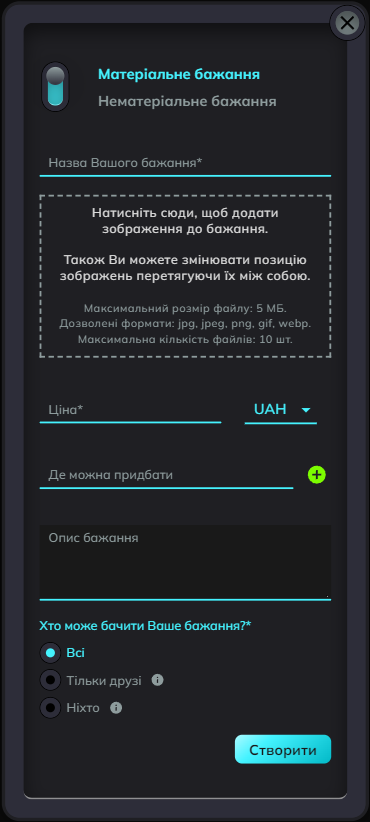 Матеріальне бажання
Нематеріальне бажання
Назва Вашого бажання*
Натисніть сюди, щоб додати
зображення до бажання.
Також Ви можете змінювати позицію
зображень перетягуючи їх між собою.
Максимальний розмір файлу: 5 МБ.
Дозволені формати: jpg, jpeg, png, gif, webp.
Максимальна кількість файлів: 10 шт.
Ціна*
UAH
Де можна придбати
Опис бажання
Хто може бачити Ваше бажання?*
Всі
Тільки друзі
Ніхто
Створити